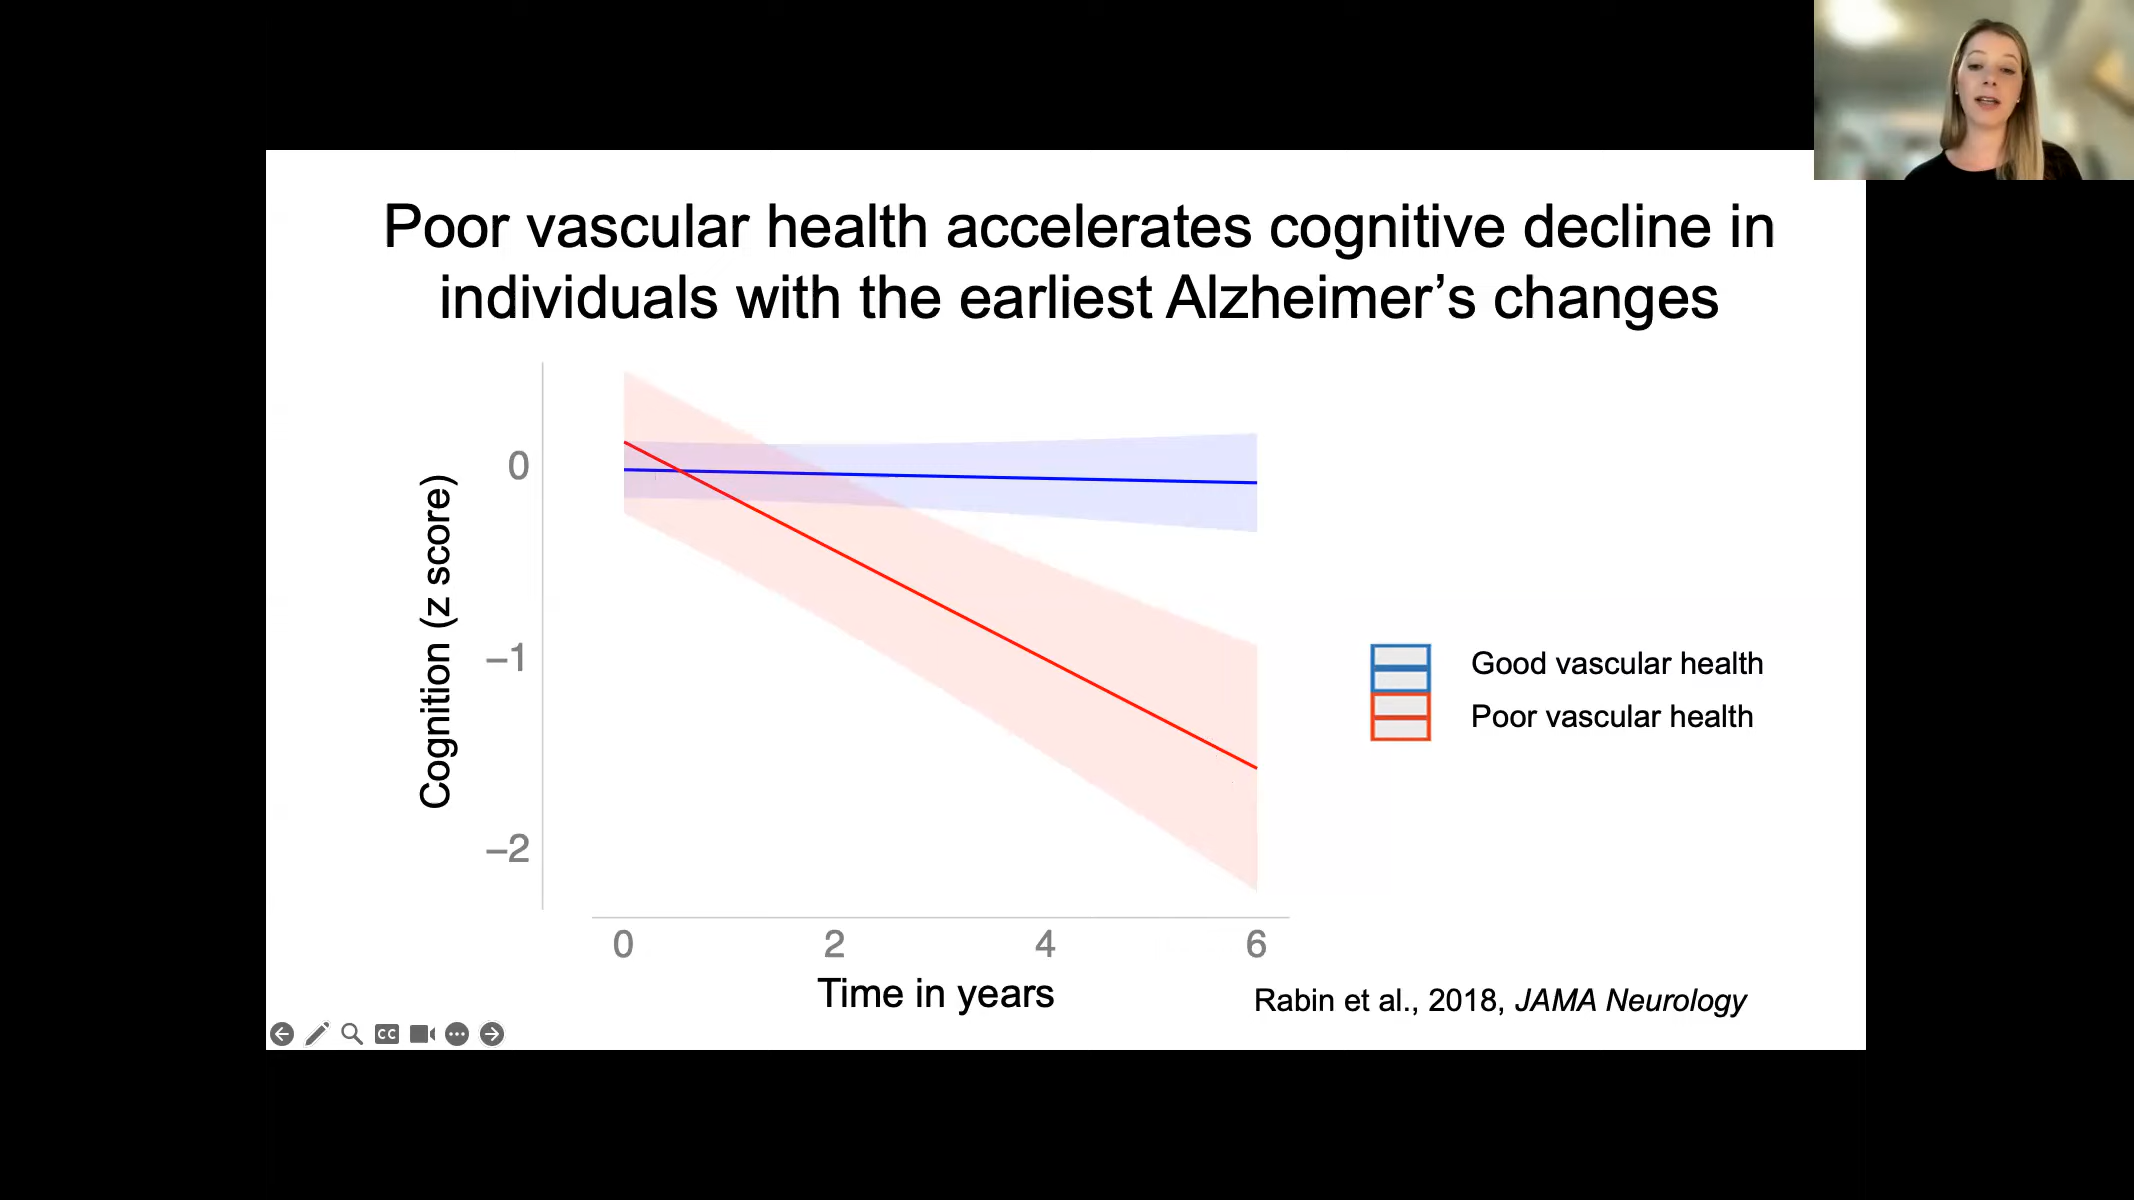 Poor vascular health accelerates cognitive decline in
individuals with the earliest Alzheimer’s changes
Cognition (z score)
0
−1
−2
0 2 4 6
Time in years
Good vascular health
Poor vascular health
Rabin et al., 2018, JAMA Neurology
CC